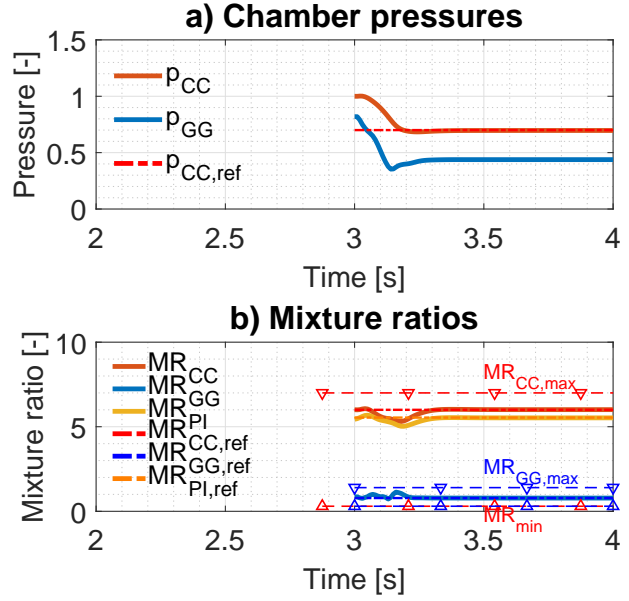 a) Chamber pressures
1.5
1
0.5
0
Pressure [-]
p_CC
p_GG
p_CC,ref
2 2.5 3 3.5 4
Time [s]
b) Mixture ratios
10
5
0
Mixture ratio [-]
MR_CC
MR_GG
MR_PI
MR_CC,ref
MR_GG,ref
MR_PI,ref
MR_CC,max
MR_GG,max
MR_min
2 2.5 3 3.5 4
Time [s]